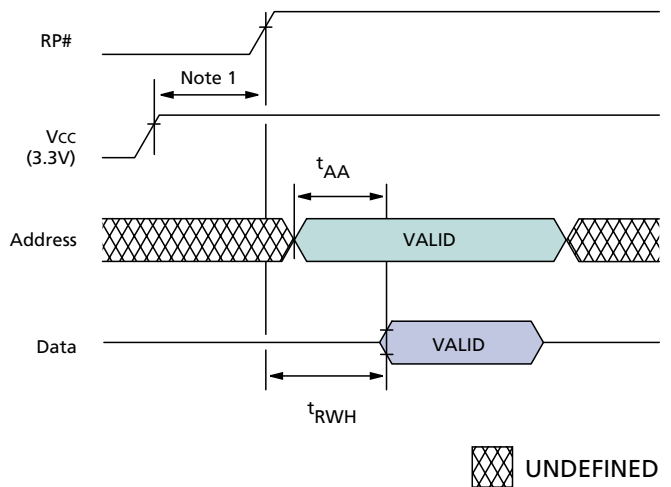 RP#
Note 1
VCC
(3.3V)
tAA
Address
VALID
Data
VALID
tRWH
UNDEFINED